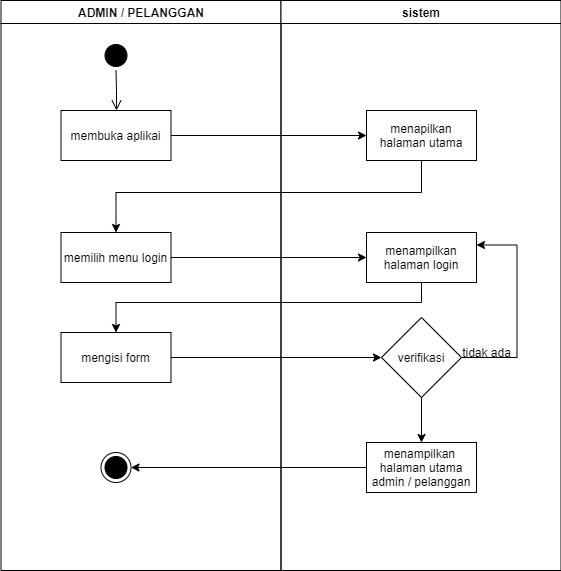 ADMIN / PELANGGAN
sistem
membuka aplikai
menapilkan
halaman utama
memilih menu login
menampilkan
halaman login
mengisi form
verifikasi
tidak ada
menampilkan
halaman utama
admin / pelanggan